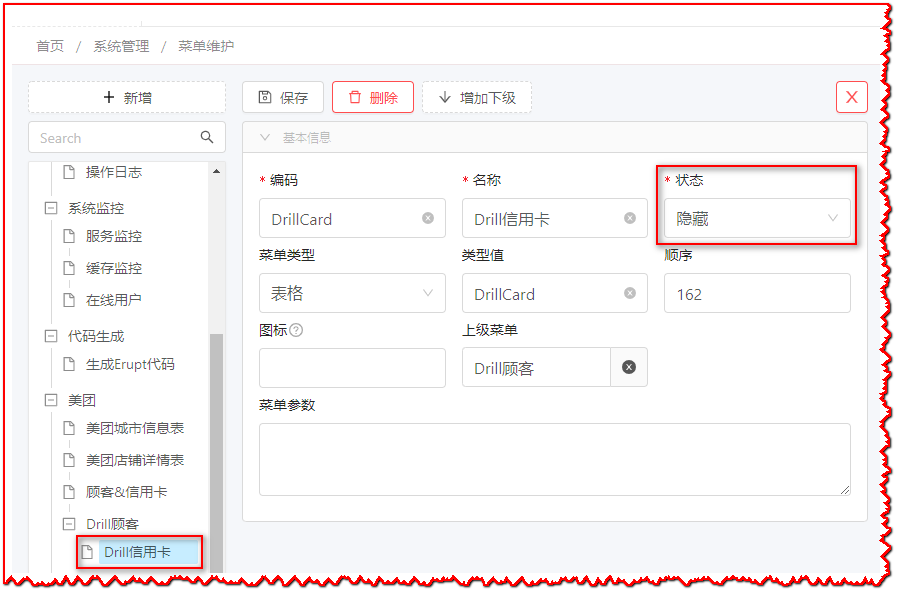 首页 / 系统管理 / 菜单维护
新增
保存
删除
增加下级
X
Search
基本信息
操作日志
系统监控
服务监控
缓存监控
在线用户
代码生成
生成Erupt代码
美团
美团城市信息表
美团店铺详情表
顾客&信用卡
Drill顾客
Drill信用卡
* 编码
* 名称
* 状态
DrillCard
Drill信用卡
隐藏
菜单类型
类型值
顺序
表格
DrillCard
162
图标
上级菜单
Drill顾客
菜单参数